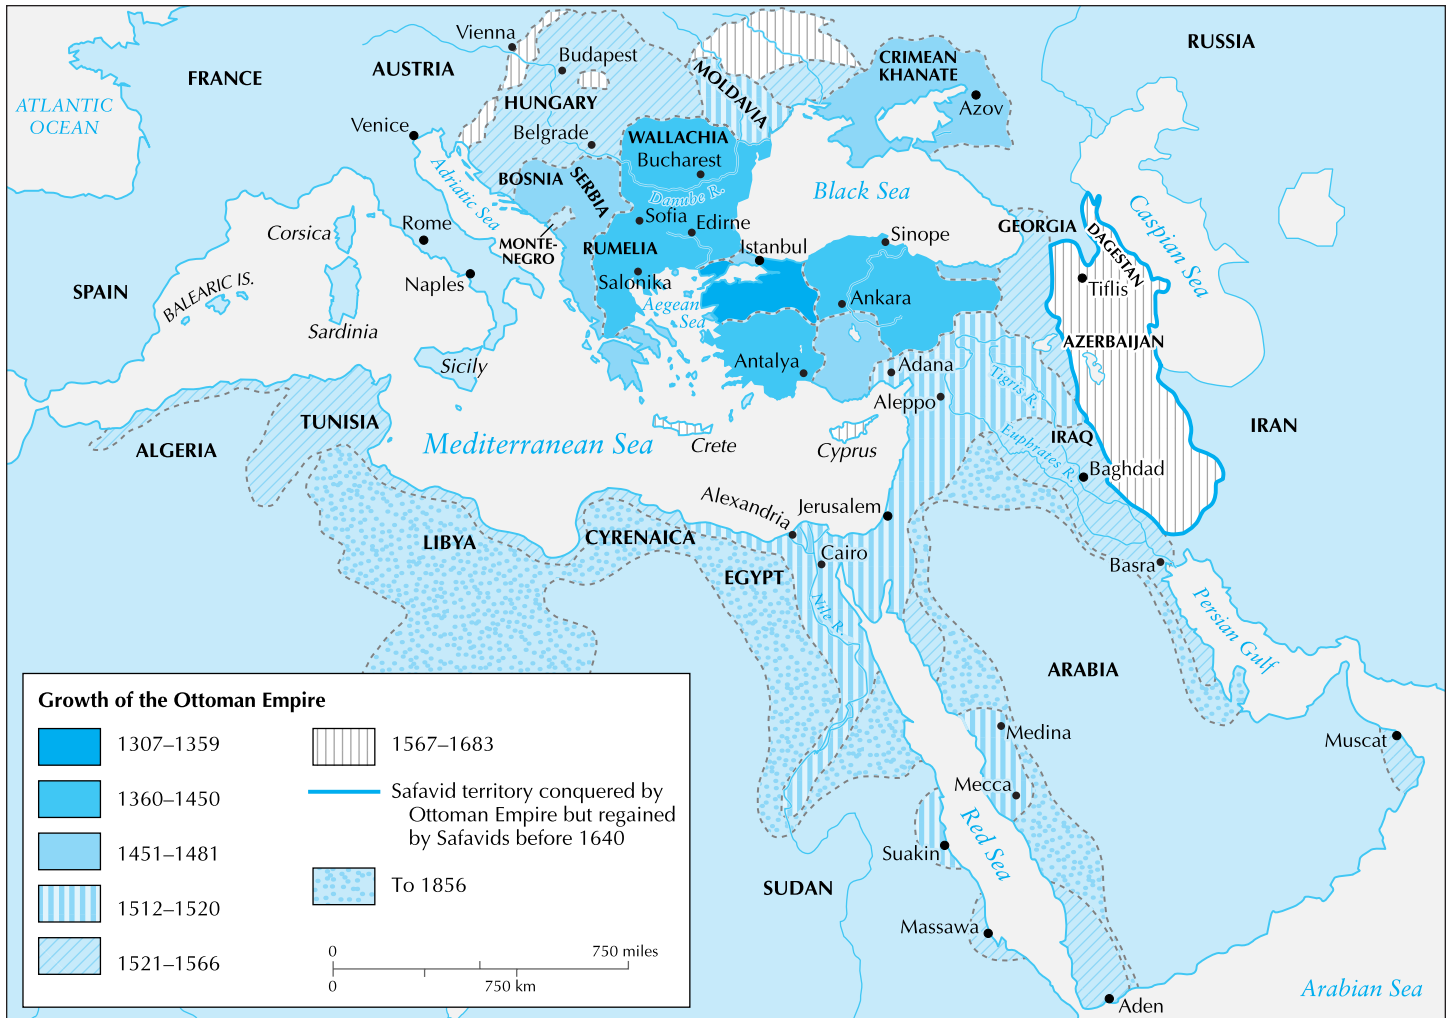 Vienna
Budapest
FRANCE
AUSTRIA
HUNGARY
MOLDAVIA
CRIMEAN
KHANATE
Azov
RUSSIA
ATLANTIC
OCEAN
Venice
Belgrade
WALLACHIA
Bucharest
Adriatic Sea
BOSNIA
SERBIA
Danube R.
Black Sea
Caspian Sea
Corsica
Rome
MONTE-
NEGRO
Sofia
Edirne
RUMELIA
Istanbul
Sinope
GEORGIA
DAGESTAN
Tiflis
SPAIN
BALEARIC IS.
Naples
Salonika
Aegean
Sea
Ankara
Sardinia
Sicily
Antalya
Adana
AZERBAIJAN
Aleppo
Tigris R.
ALGERIA
TUNISIA
Mediterranean Sea
Crete
Cyprus
IRAQ
Euphrates R.
Baghdad
IRAN
Alexandria
Jerusalem
LIBYA
CYRENAICA
EGYPT
Cairo
Basra
Nile R.
Persian Gulf
ARABIA
Medina
Muscat
Mecca
Red Sea
Suakin
SUDAN
Massawa
Aden
Arabian Sea
Growth of the Ottoman Empire
1307–1359
1360–1450
1451–1481
1512–1520
1521–1566
1567–1683
Safavid territory conquered by
Ottoman Empire but regained
by Safavids before 1640
To 1856
0
750 miles
0
750 km